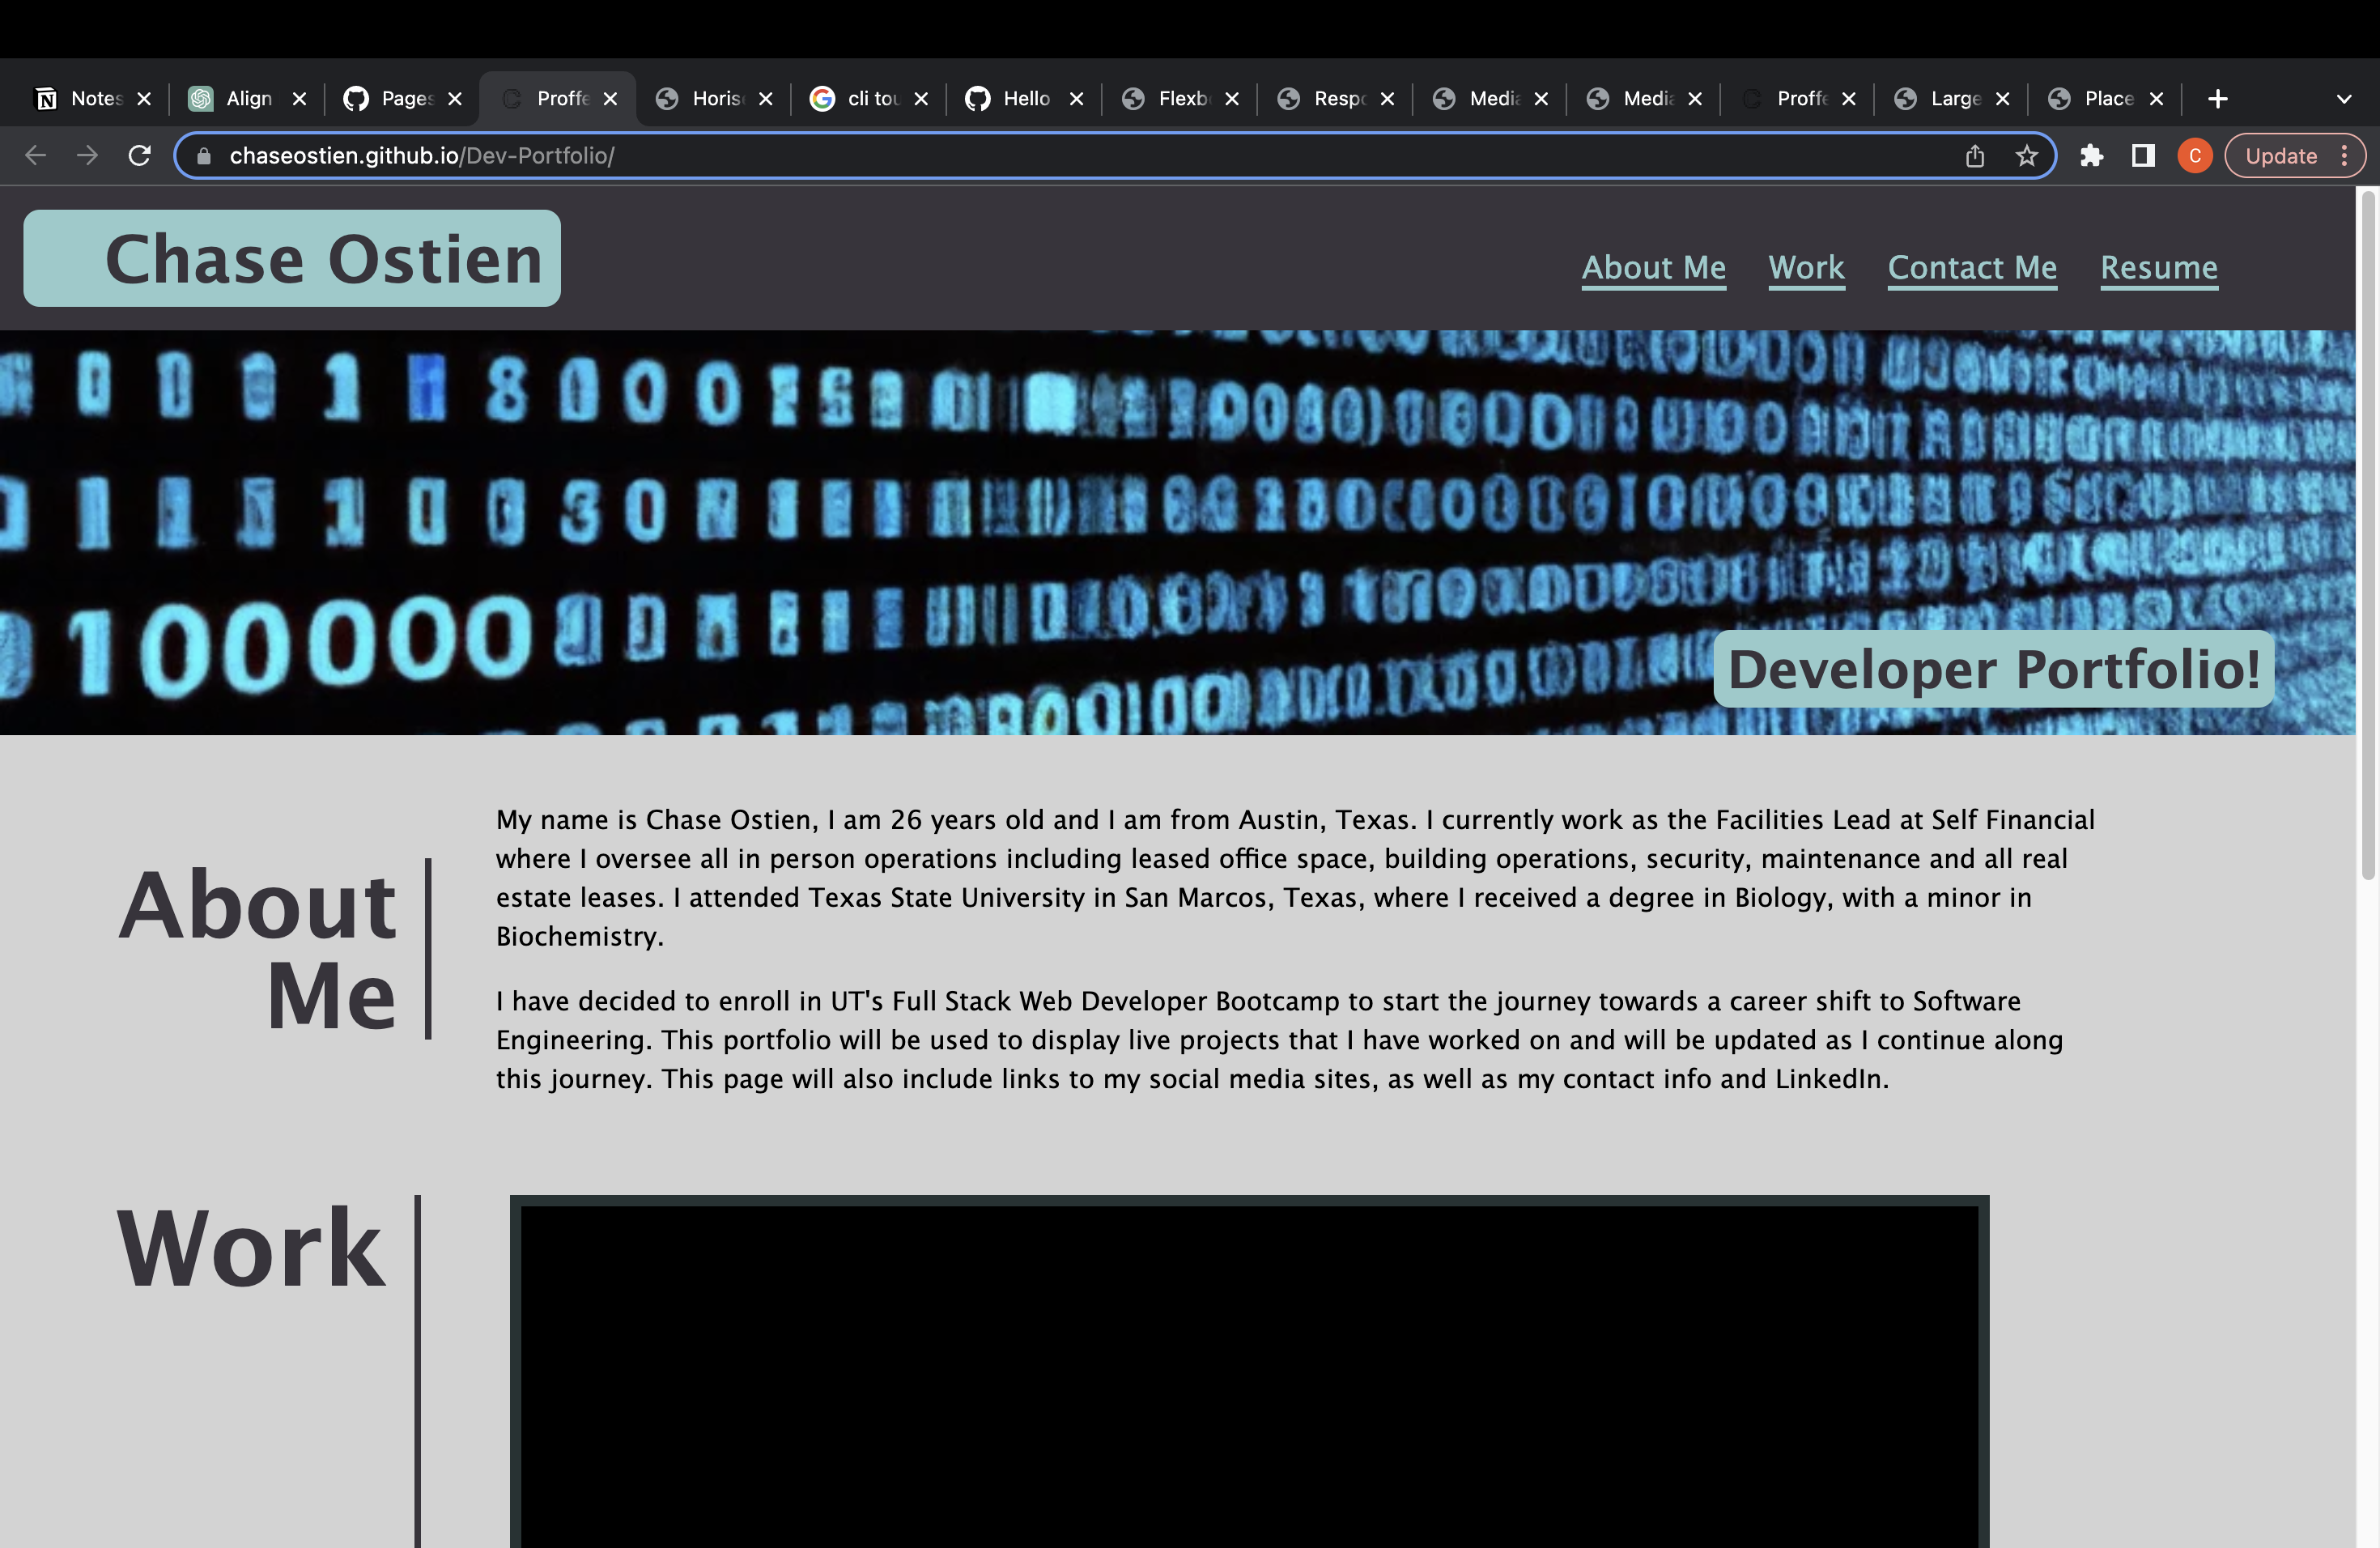 Notes
Align
Pages
Proffe
Horis
cli tou
Hello
Flexb
Respo
Media
Media
Proffe
Large
Place
chaseostien.github.io/Dev-Portfolio/
C
Update
Chase Ostien
About Me
Work
Contact Me
Resume
100000
Developer Portfolio!
About
Me
My name is Chase Ostien, I am 26 years old and I am from Austin, Texas. I currently work as the Facilities Lead at Self Financial
where I oversee all in person operations including leased office space, building operations, security, maintenance and all real
estate leases. I attended Texas State University in San Marcos, Texas, where I received a degree in Biology, with a minor in
Biochemistry.
I have decided to enroll in UT's Full Stack Web Developer Bootcamp to start the journey towards a career shift to Software
Engineering. This portfolio will be used to display live projects that I have worked on and will be updated as I continue along
this journey. This page will also include links to my social media sites, as well as my contact info and LinkedIn.
Work